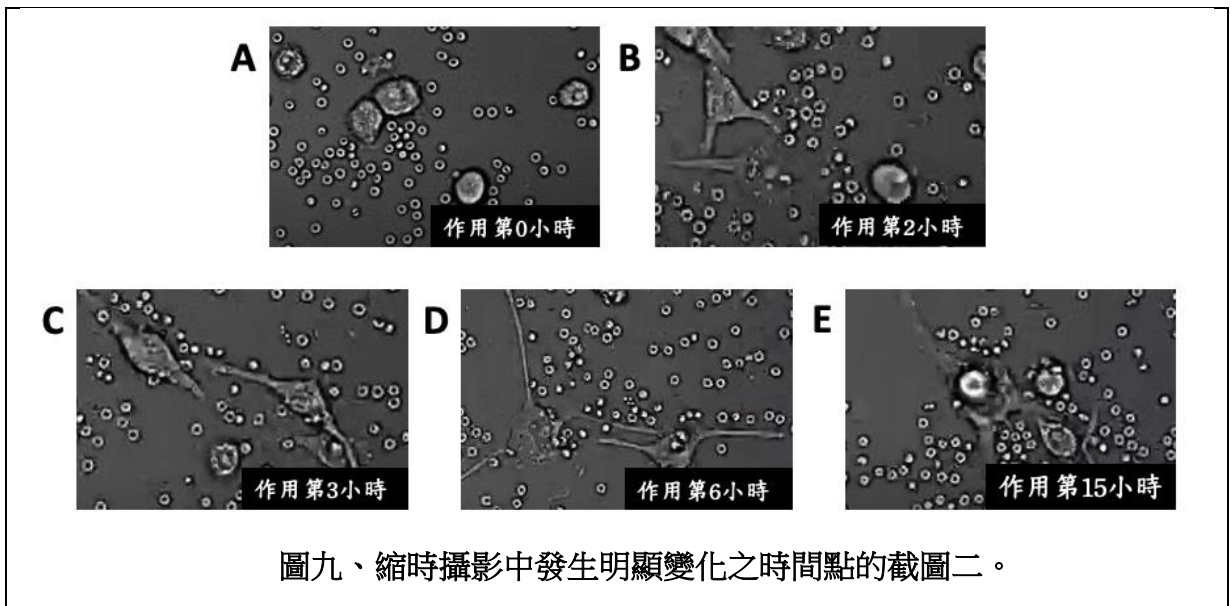 A
作用第0小時
B
作用第2小時
C
作用第3小時
D
作用第6小時
E
作用第15小時
圖九、縮時攝影中發生明顯變化之時間點的截圖二。